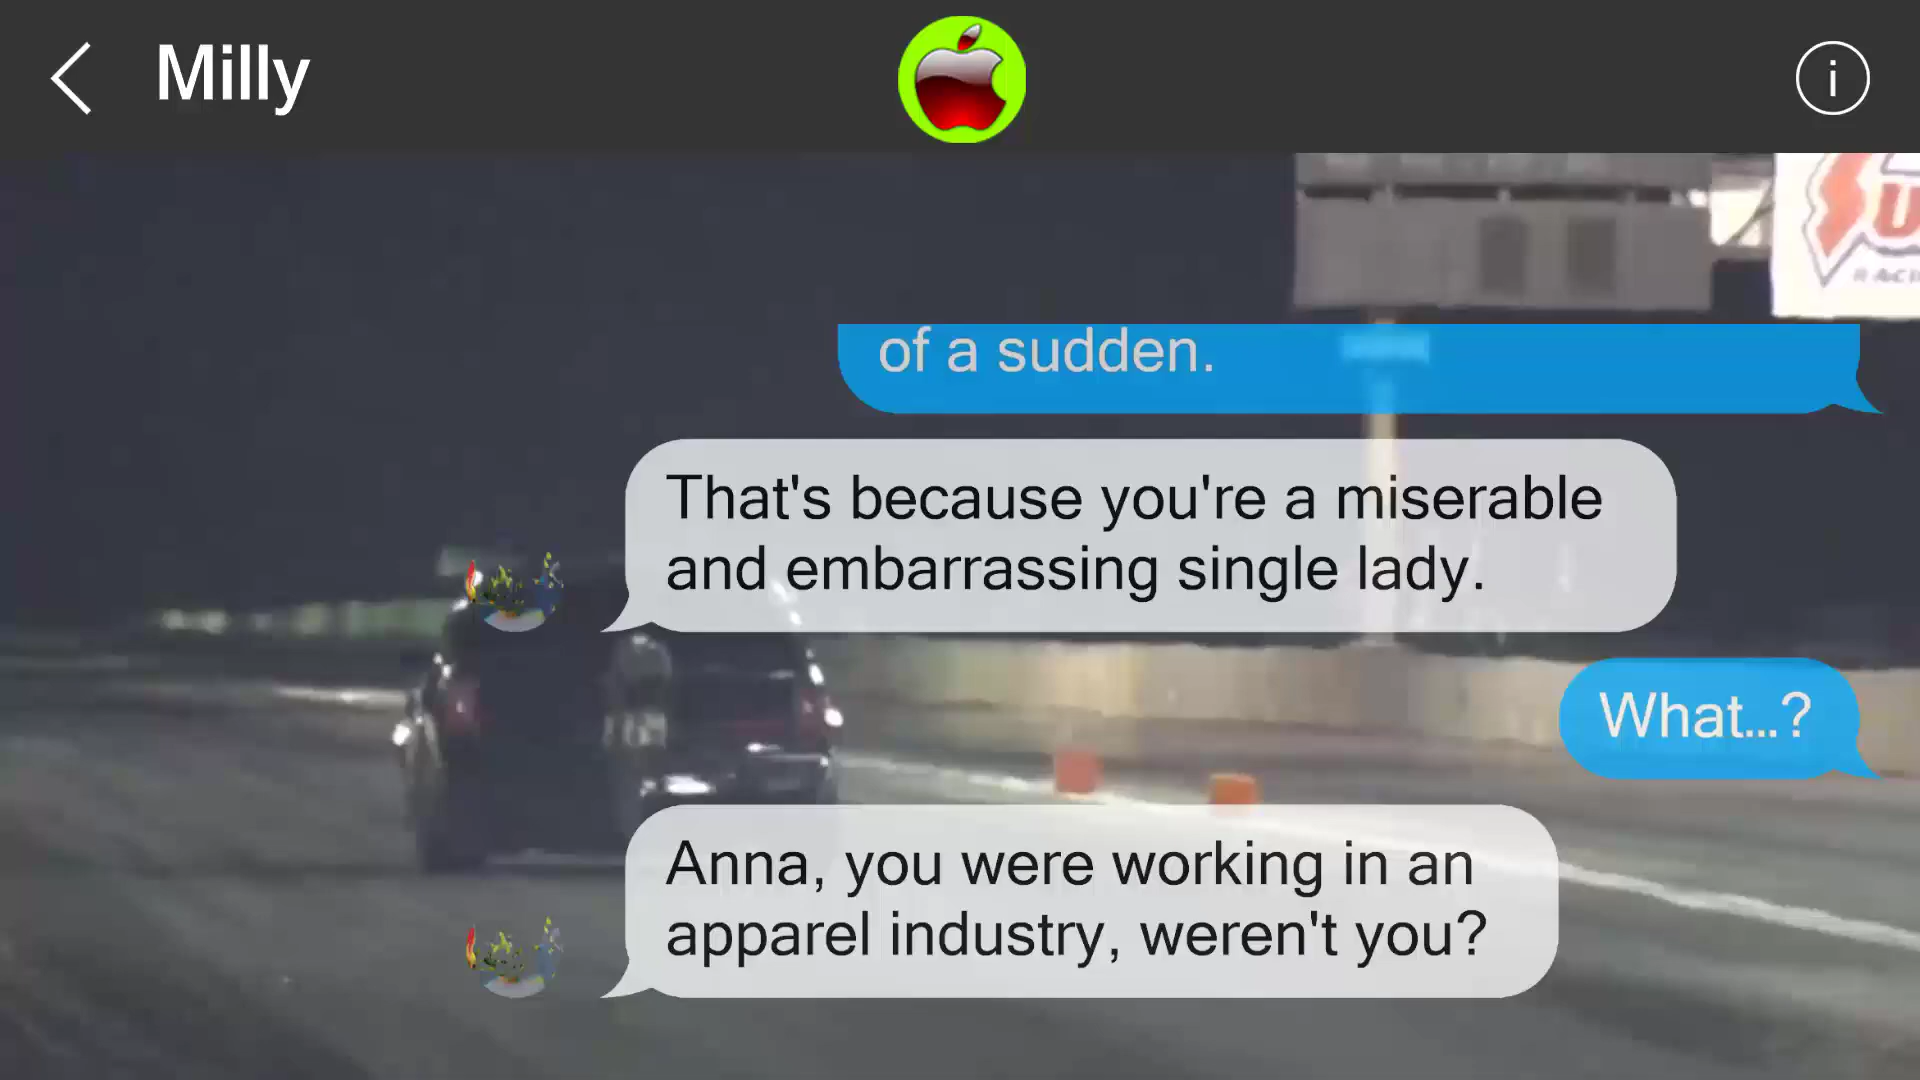 Milly
i
of a sudden.
That's because you're a miserable
and embarrassing single lady.
What...?
Anna, you were working in an
apparel industry, weren't you?